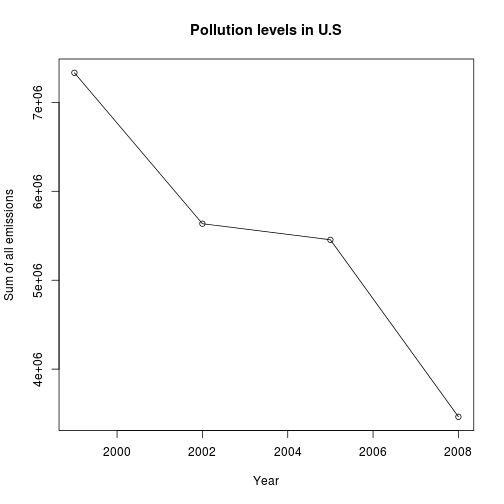 Pollution levels in U.S
Sum of all emissions
7e+06
6e+06
5e+06
4e+06
2000 2002 2004 2006 2008
Year